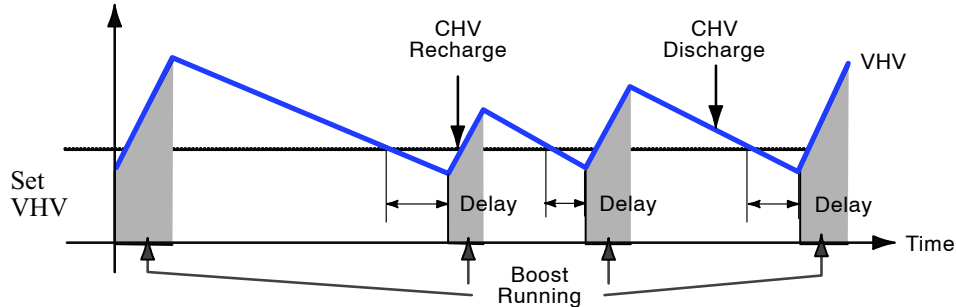 CHV
Recharge
CHV
Discharge
VHV
Set
VHV
Delay
Delay
Delay
Time
Boost
Running